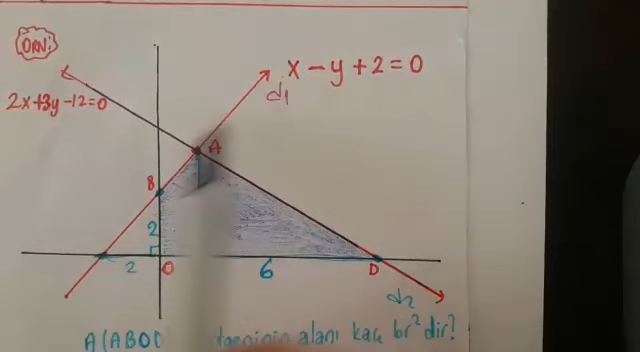 ÖRN:
x - y + 2 = 0
d1
2x+3y-12=0
A
B
2
2
O
6
D
d2
A(ABOD) alanı kaç br² dir?